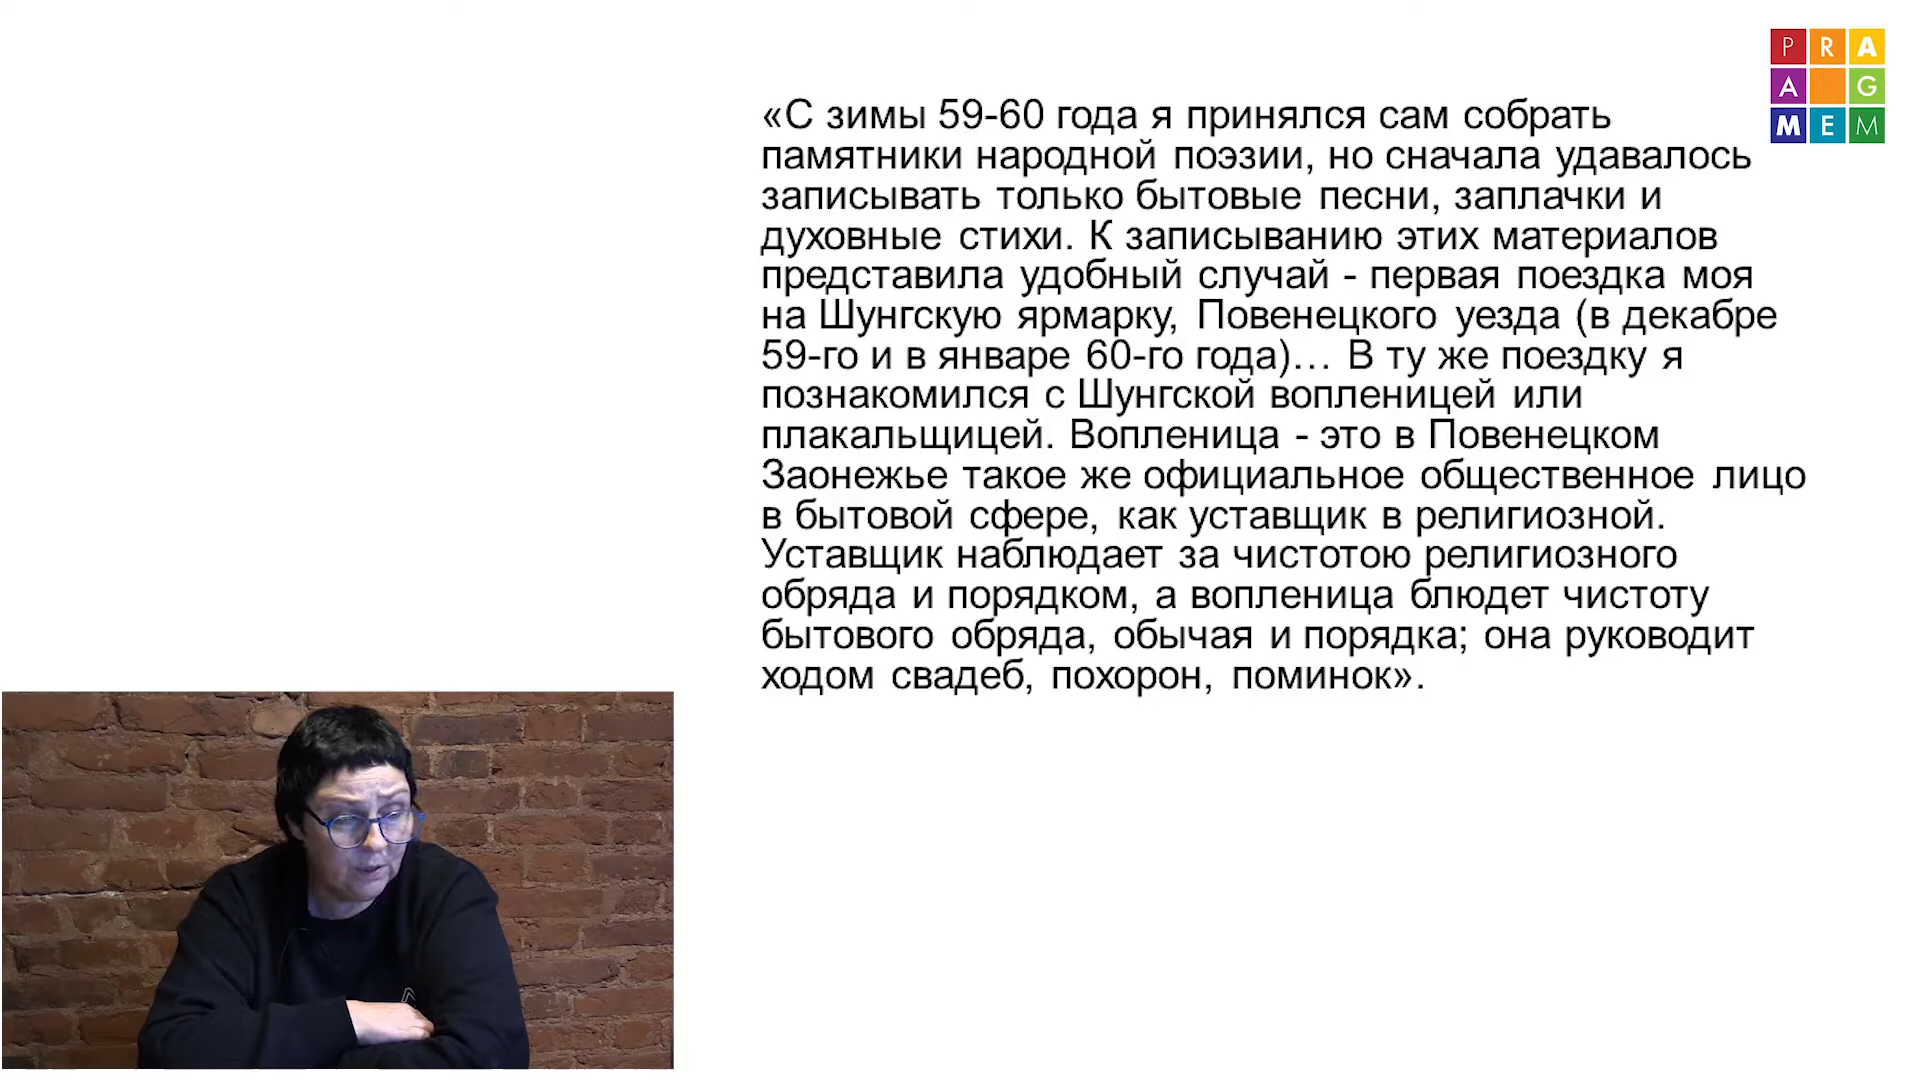 «С зимы 59-60 года я принялся сам собрать
памятники народной поэзии, но сначала удавалось
записывать только бытовые песни, заплачки и
духовные стихи. К записыванию этих материалов
представила удобный случай - первая поездка моя
на Шунгскую ярмарку, Повенецкого уезда (в декабре
59-го и в январе 60-го года)… В ту же поездку я
познакомился с Шунгской вопленицей или
плакальщицей. Вопленица - это в Повенецком
Заонежье такое же официальное общественное лицо
в бытовой сфере, как уставщик в религиозной.
Уставщик наблюдает за чистотою религиозного
обряда и порядком, а вопленица блюдет чистоту
бытового обряда, обычая и порядка; она руководит
ходом свадеб, похорон, поминок».
PRA
A G
MEM